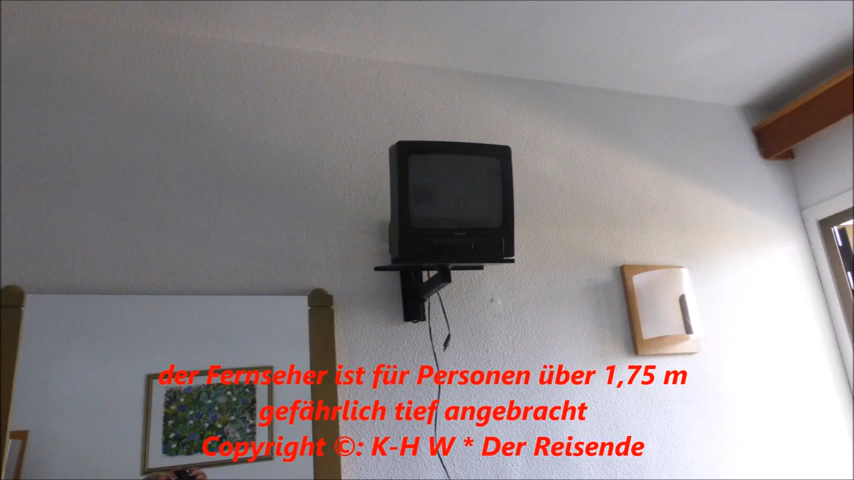 der Fernseher ist für Personen über 1,75 m
gefährlich tief angebracht
Copyright ©: K-H W * Der Reisende